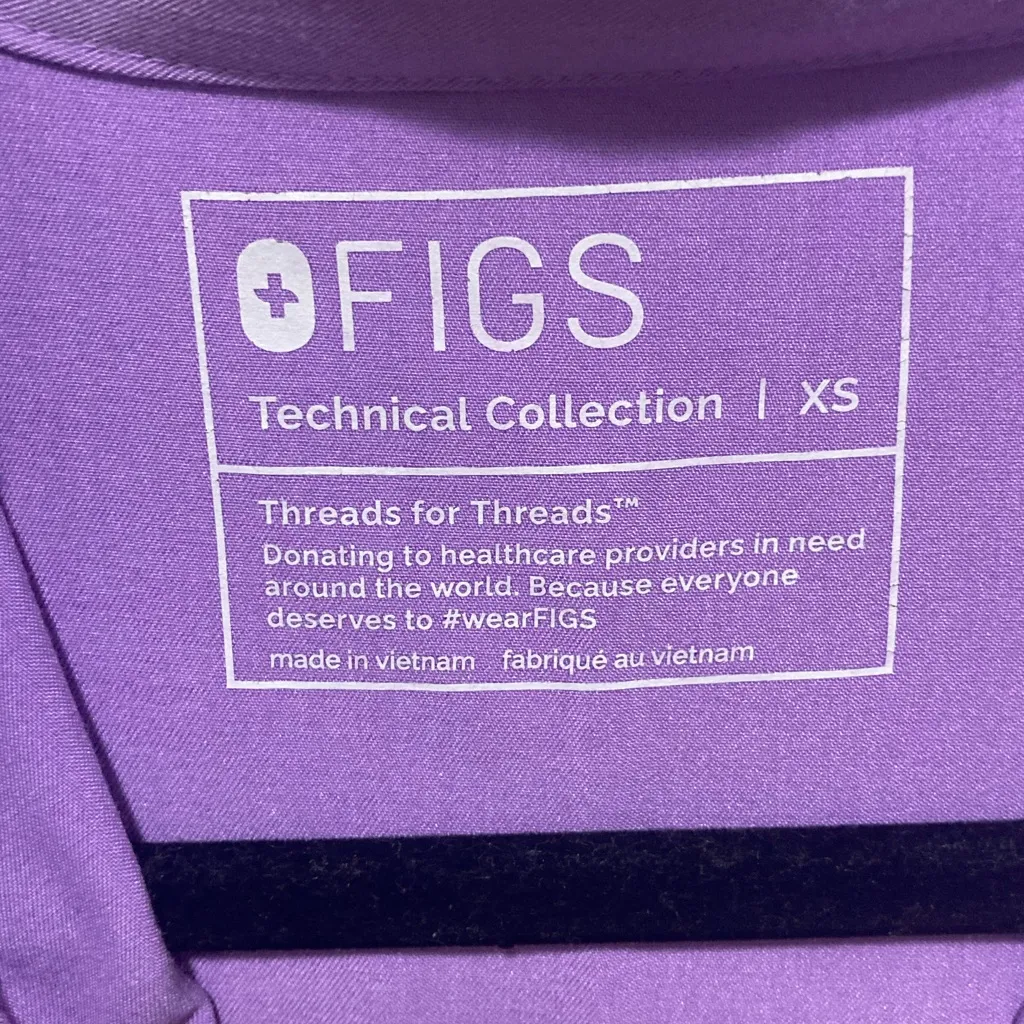 FIGS
Technical Collection | XS
Threads for Threads™
Donating to healthcare providers in need
around the world. Because everyone
deserves to #wearFIGS
made in vietnam fabriqué au vietnam